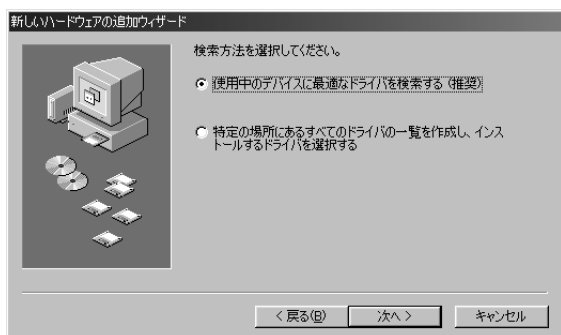 新しいハードウェアの追加ウィザード
検索方法を選択してください。
使用中のデバイスに最適なドライバを検索する (推奨)
特定の場所にあるすべてのドライバの一覧を作成し、インス
トールするドライバを選択する
< 戻る(B)
次へ >
キャンセル